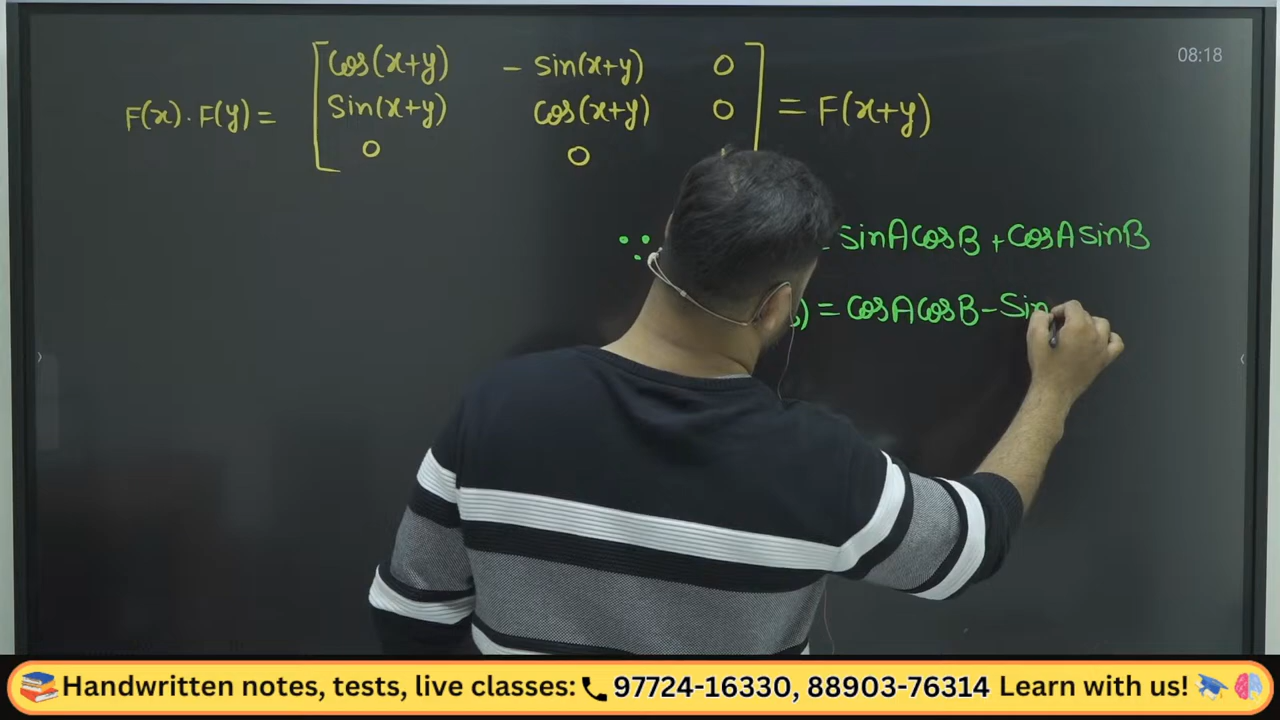 08:18
cos(x+y) - sin(x+y) 0
F(x).F(y)= sin(x+y) cos(x+y) 0 = F(x+y)
0 0
∵ = sinAcosB + cosAsinB
) = cosAcosB - sin
Handwritten notes, tests, live classes: 97724-16330, 88903-76314 Learn with us!